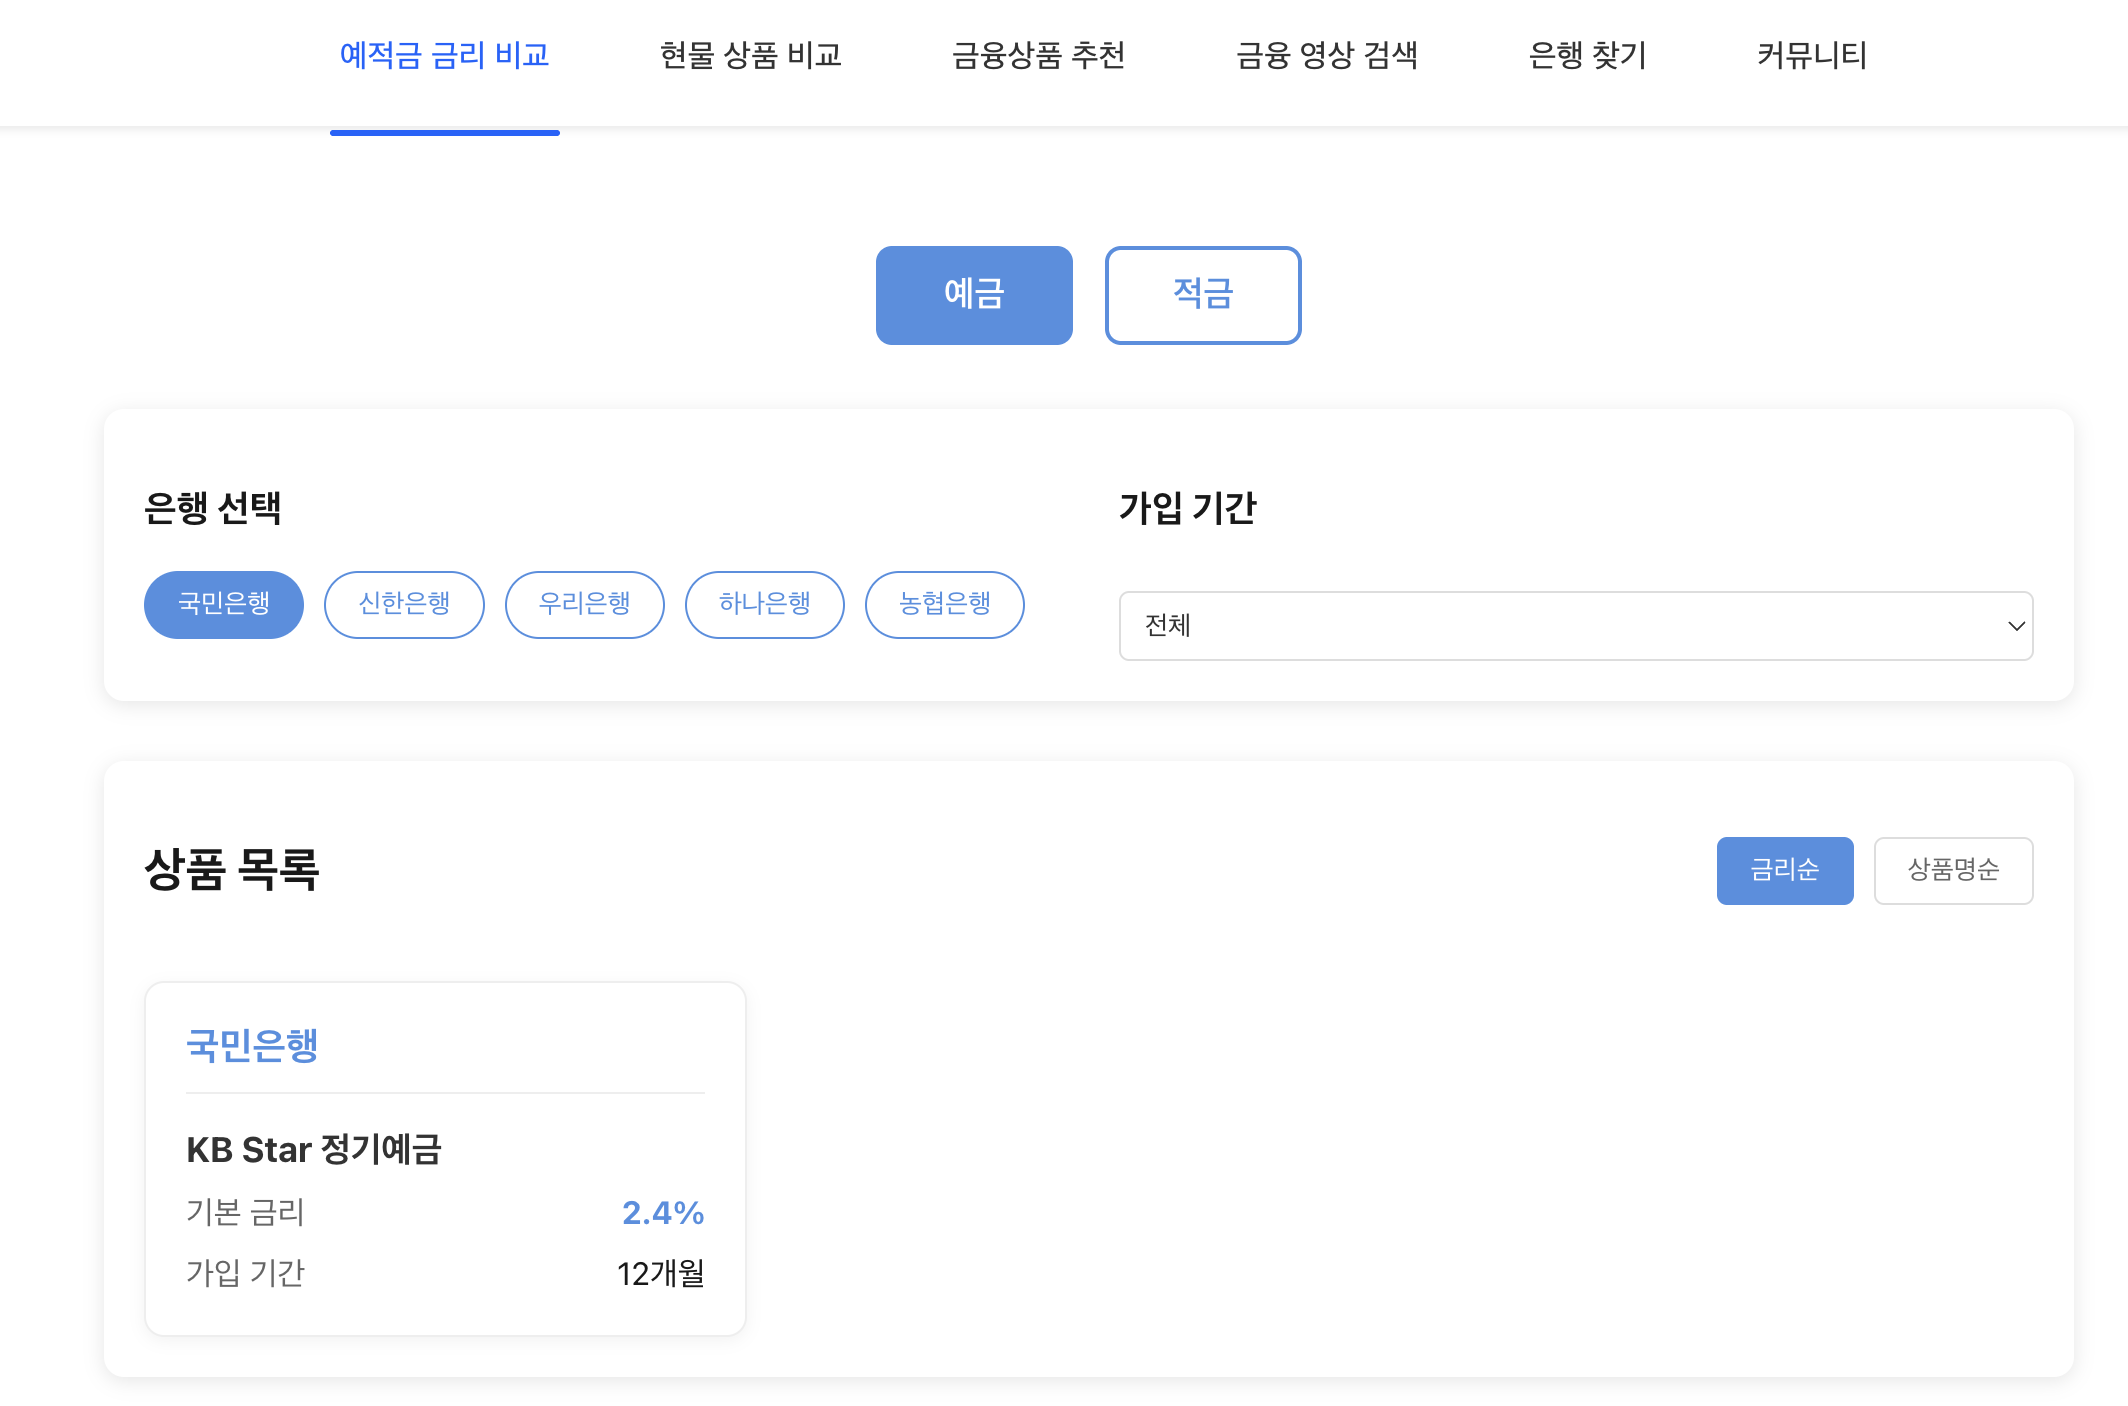 예적금 금리 비교 현물 상품 비교 금융상품 추천 금융 영상 검색 은행 찾기 커뮤니티
예금 적금
은행 선택
국민은행 신한은행 우리은행 하나은행 농협은행
가입 기간
전체
상품 목록
금리순 상품명순
국민은행
KB Star 정기예금
기본 금리 2.4%
가입 기간 12개월